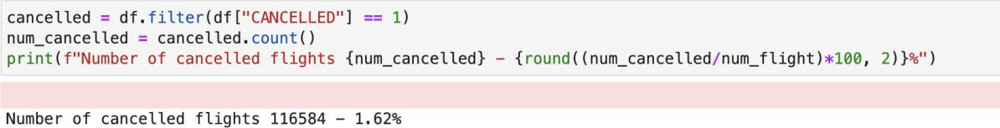 cancelled = df.filter(df["CANCELLED"] == 1)
num_cancelled = cancelled.count()
print(f"Number of cancelled flights {num_cancelled} – {round((num_cancelled/num_flight)*100, 2)}%")
Number of cancelled flights 116584 – 1.62%